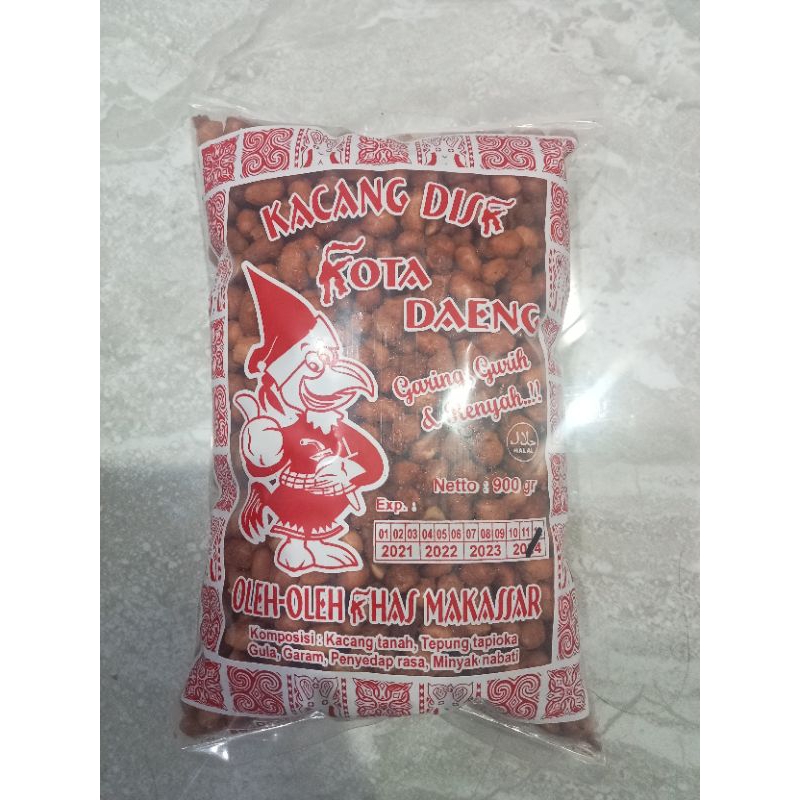 KACANG DISK
KOTA
DAENG
Garing, Gurih
& Renyah...!!
حلال
HALAL
Netto : 900 gr
Exp. :
01 02 03 04 05 06 07 08 09 10 11
2021 2022 2023
OLEH-OLEH KHAS MAKASSAR
Komposisi : Kacang tanah, Tepung tapioka
Gula, Garam, Penyedap rasa, Minyak nabati